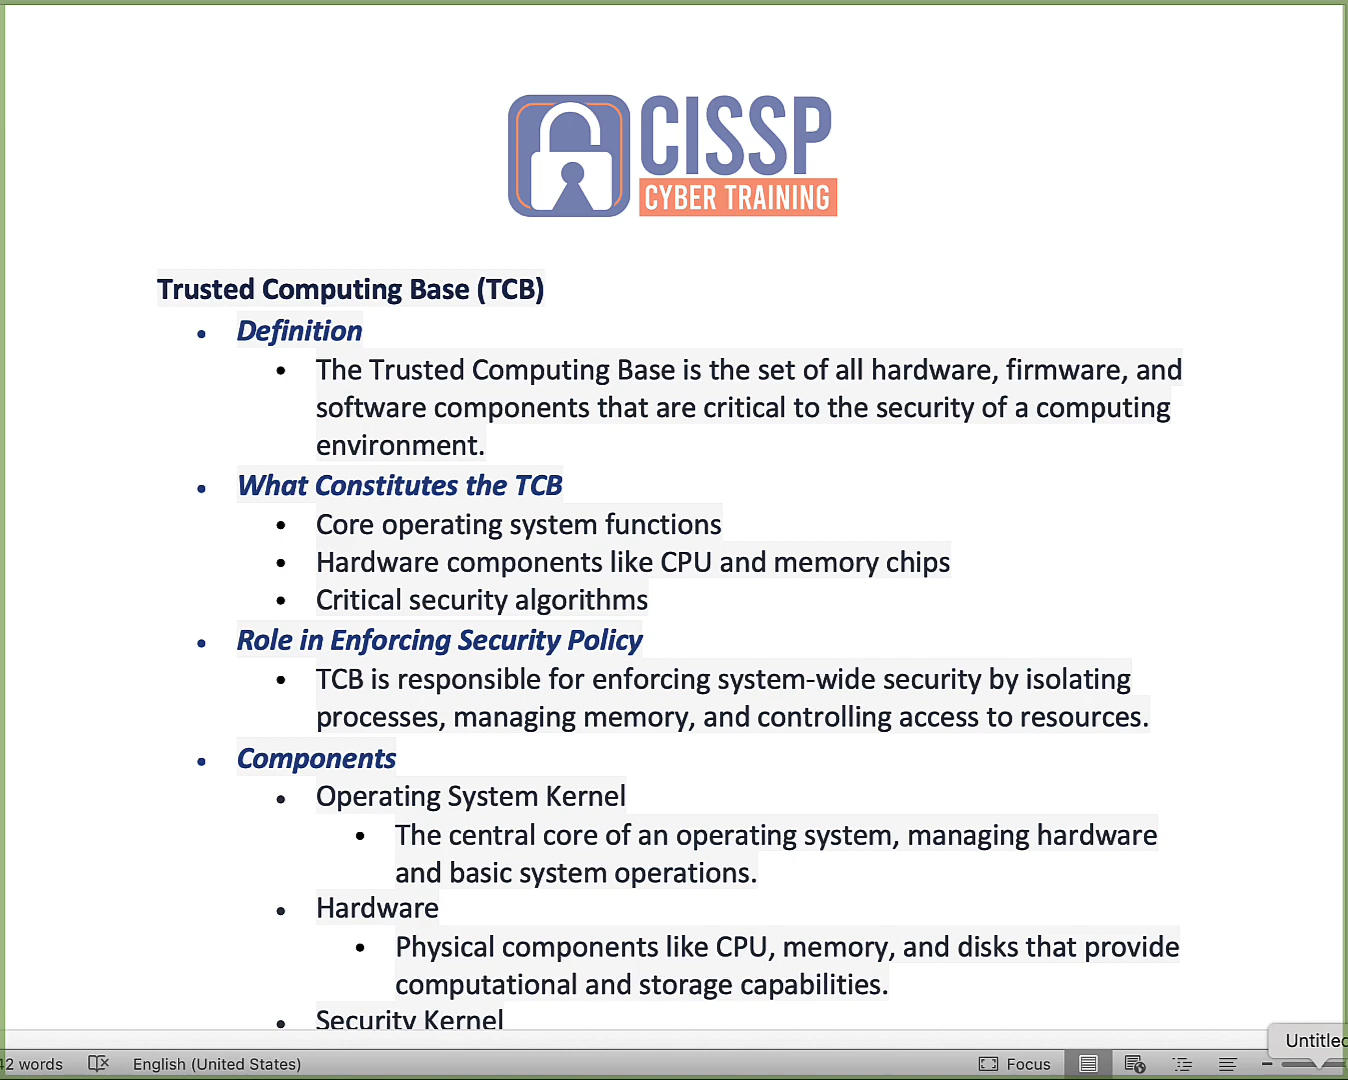 CISSP
CYBER TRAINING
Trusted Computing Base (TCB)
• Definition
• The Trusted Computing Base is the set of all hardware, firmware, and
software components that are critical to the security of a computing
environment.
• What Constitutes the TCB
• Core operating system functions
• Hardware components like CPU and memory chips
• Critical security algorithms
• Role in Enforcing Security Policy
• TCB is responsible for enforcing system-wide security by isolating
processes, managing memory, and controlling access to resources.
• Components
• Operating System Kernel
• The central core of an operating system, managing hardware
and basic system operations.
• Hardware
• Physical components like CPU, memory, and disks that provide
computational and storage capabilities.
• Security Kernel
Untitled
2 words English (United States) Focus